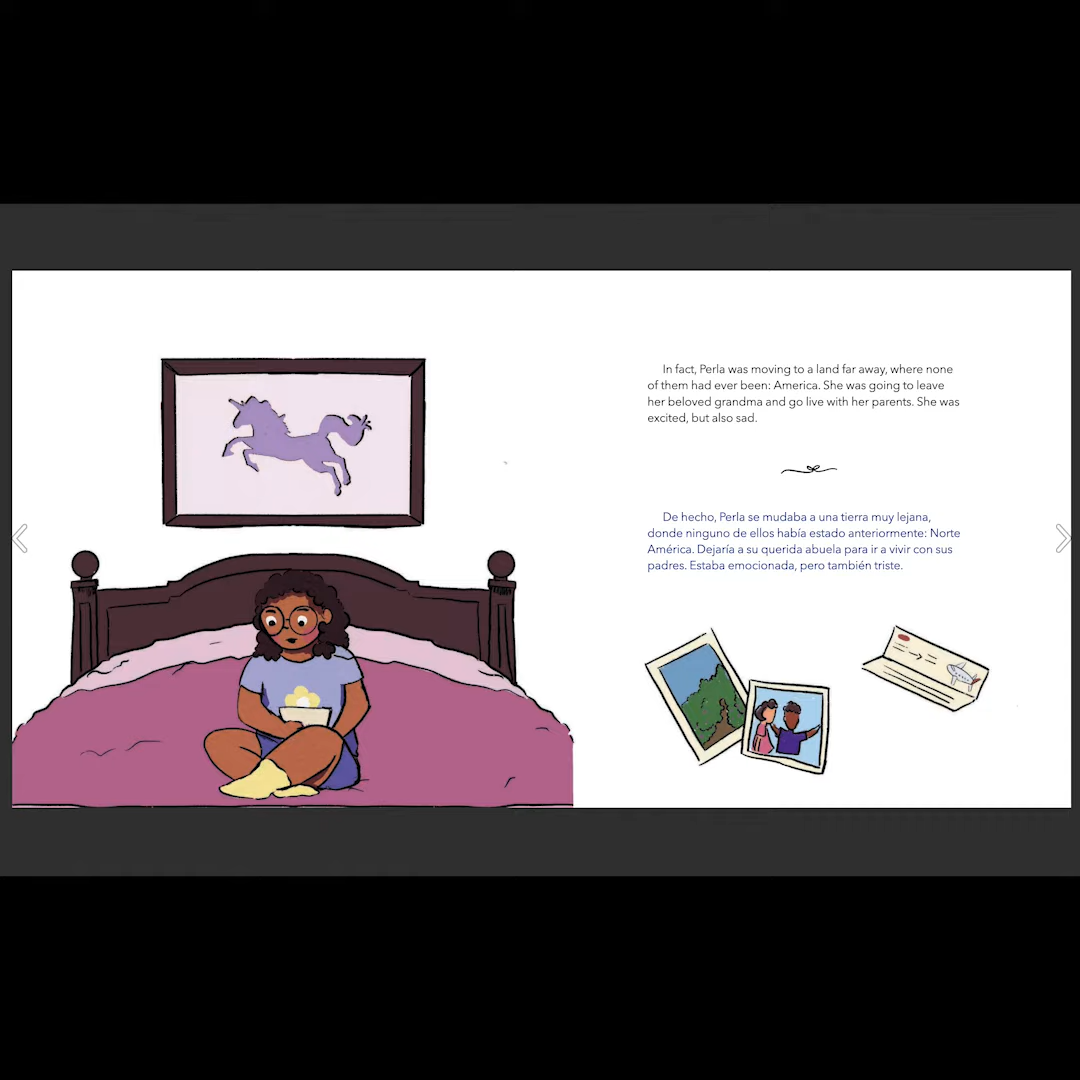 In fact, Perla was moving to a land far away, where none
of them had ever been: America. She was going to leave
her beloved grandma and go live with her parents. She was
excited, but also sad.
De hecho, Perla se mudaba a una tierra muy lejana,
donde ninguno de ellos había estado anteriormente: Norte
América. Dejaría a su querida abuela para ir a vivir con sus
padres. Estaba emocionada, pero también triste.